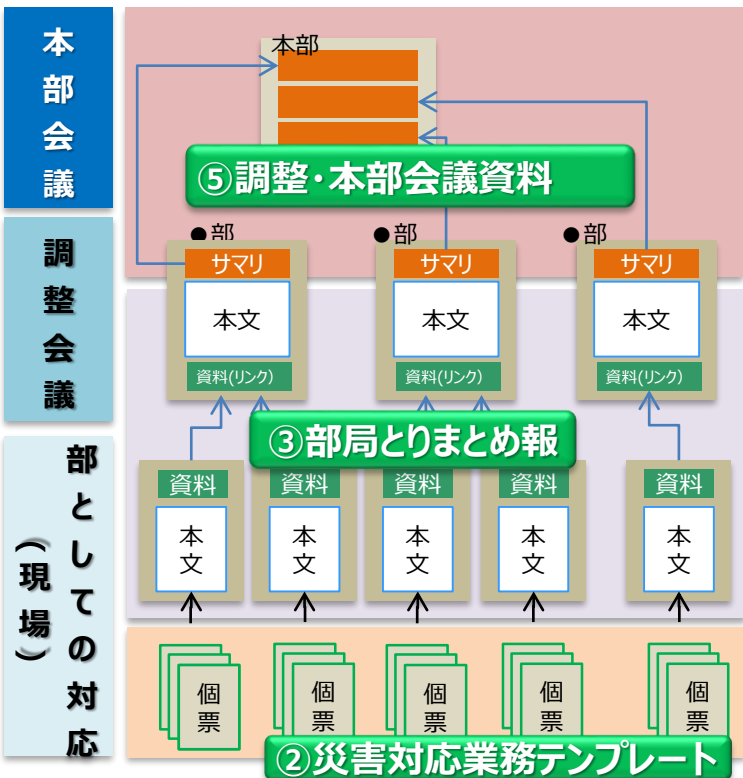 本部会議
本部
⑤調整・本部会議資料
調整会議
●部
●部
●部
サマリ
サマリ
サマリ
本文
本文
本文
資料(リンク)
資料(リンク)
資料(リンク)
③部局とりまとめ報
部としての対応
(現場)
資料
資料
資料
資料
資料
本文
本文
本文
本文
本文
個票
個票
個票
個票
個票
②災害対応業務テンプレート